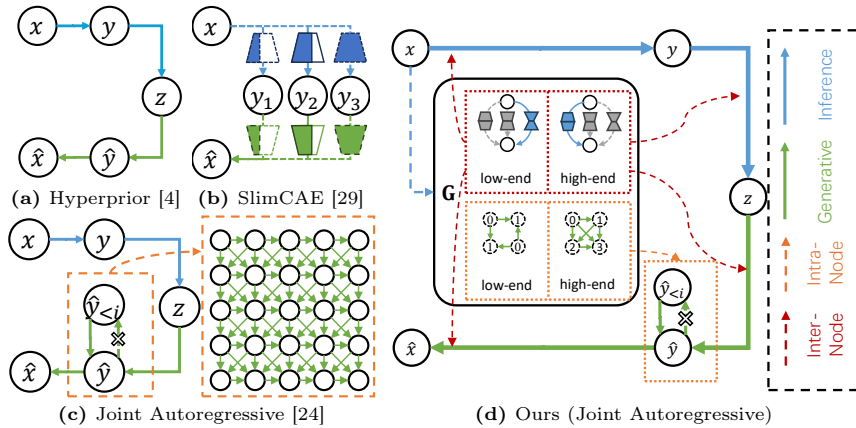 x y
z
x̂ ŷ
(a) Hyperprior [4]
x
y₁ y₂ y₃
x̂
(b) SlimCAE [29]
x y
z
ŷ<i
x̂ ŷ
(c) Joint Autoregressive [24]
x y
z
G
low-end high-end
0 1 0 1
1 0 2 3
low-end high-end
ŷ<i
x̂ ŷ
(d) Ours (Joint Autoregressive)
Inference
Generative
Intra-
Node
Inter-
Node